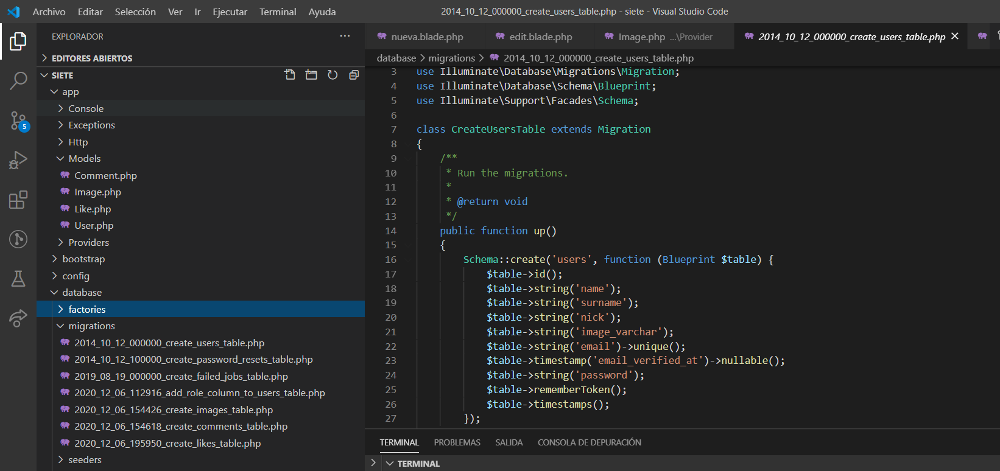 Archivo Editar Selección Ver Ir Ejecutar Terminal Ayuda 2014_10_12_000000_create_users_table.php - siete - Visual Studio Code
EXPLORADOR ...
EDITORES ABIERTOS
SIETE
app
Console
Exceptions
Http
Models
Comment.php
Image.php
Like.php
User.php
Providers
bootstrap
config
database
factories
migrations
2014_10_12_000000_create_users_table.php
2014_10_12_100000_create_password_resets_table.php
2019_08_19_000000_create_failed_jobs_table.php
2020_12_06_112916_add_role_column_to_users_table.php
2020_12_06_154426_create_images_table.php
2020_12_06_154618_create_comments_table.php
2020_12_06_195950_create_likes_table.php
seeders
5
nueva.blade.php edit.blade.php Image.php ...\Provider 2014_10_12_000000_create_users_table.php
database > migrations > 2014_10_12_000000_create_users_table.php
3 use Illuminate\Database\Migrations\Migration;
4 use Illuminate\Database\Schema\Blueprint;
5 use Illuminate\Support\Facades\Schema;
6
7 class CreateUsersTable extends Migration
8 {
9 /**
10 * Run the migrations.
11 *
12 * @return void
13 */
14 public function up()
15 {
16 Schema::create('users', function (Blueprint $table) {
17 $table->id();
18 $table->string('name');
19 $table->string('surname');
20 $table->string('nick');
21 $table->string('image_varchar');
22 $table->string('email')->unique();
23 $table->timestamp('email_verified_at')->nullable();
24 $table->string('password');
25 $table->rememberToken();
26 $table->timestamps();
27 });
TERMINAL PROBLEMAS SALIDA CONSOLA DE DEPURACIÓN
TERMINAL